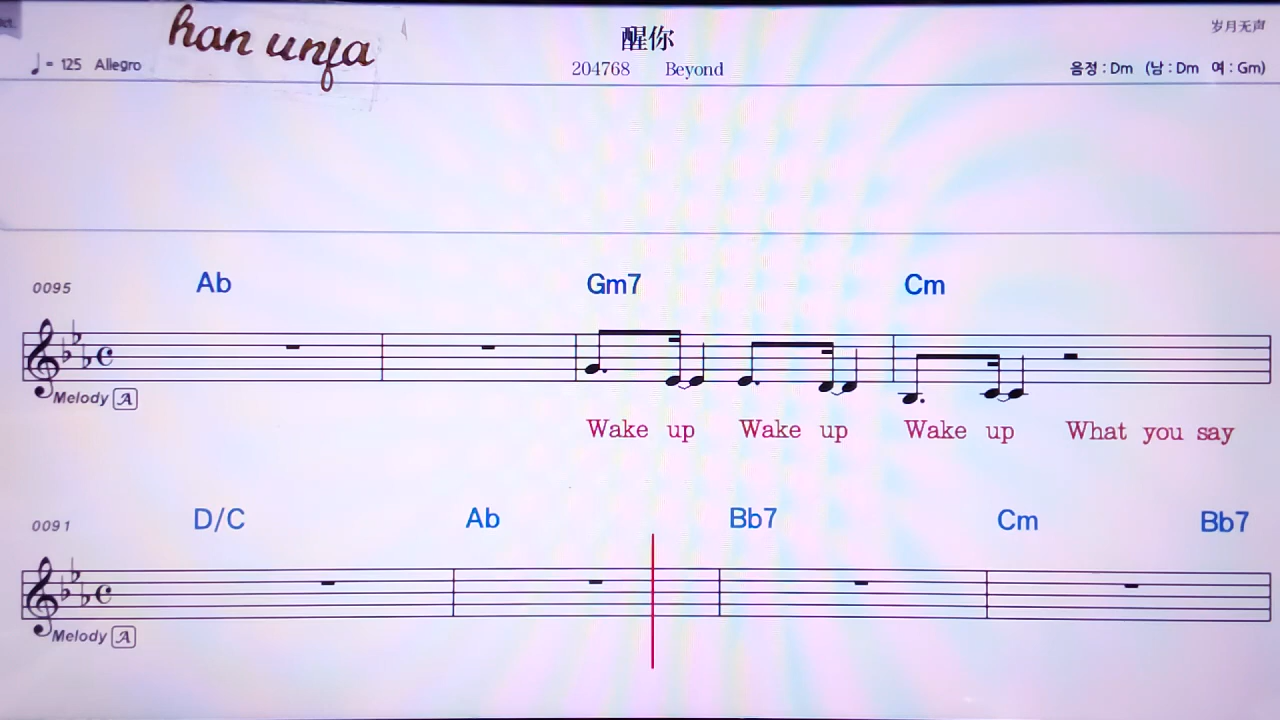 han unfa
醒你
岁月无声
♩= 125 Allegro
204768 Beyond
음정 : Dm (남 : Dm 여 : Gm)
0095
Ab Gm7 Cm
Melody A
Wake up Wake up Wake up What you say
0091
D/C Ab Bb7 Cm Bb7
Melody A